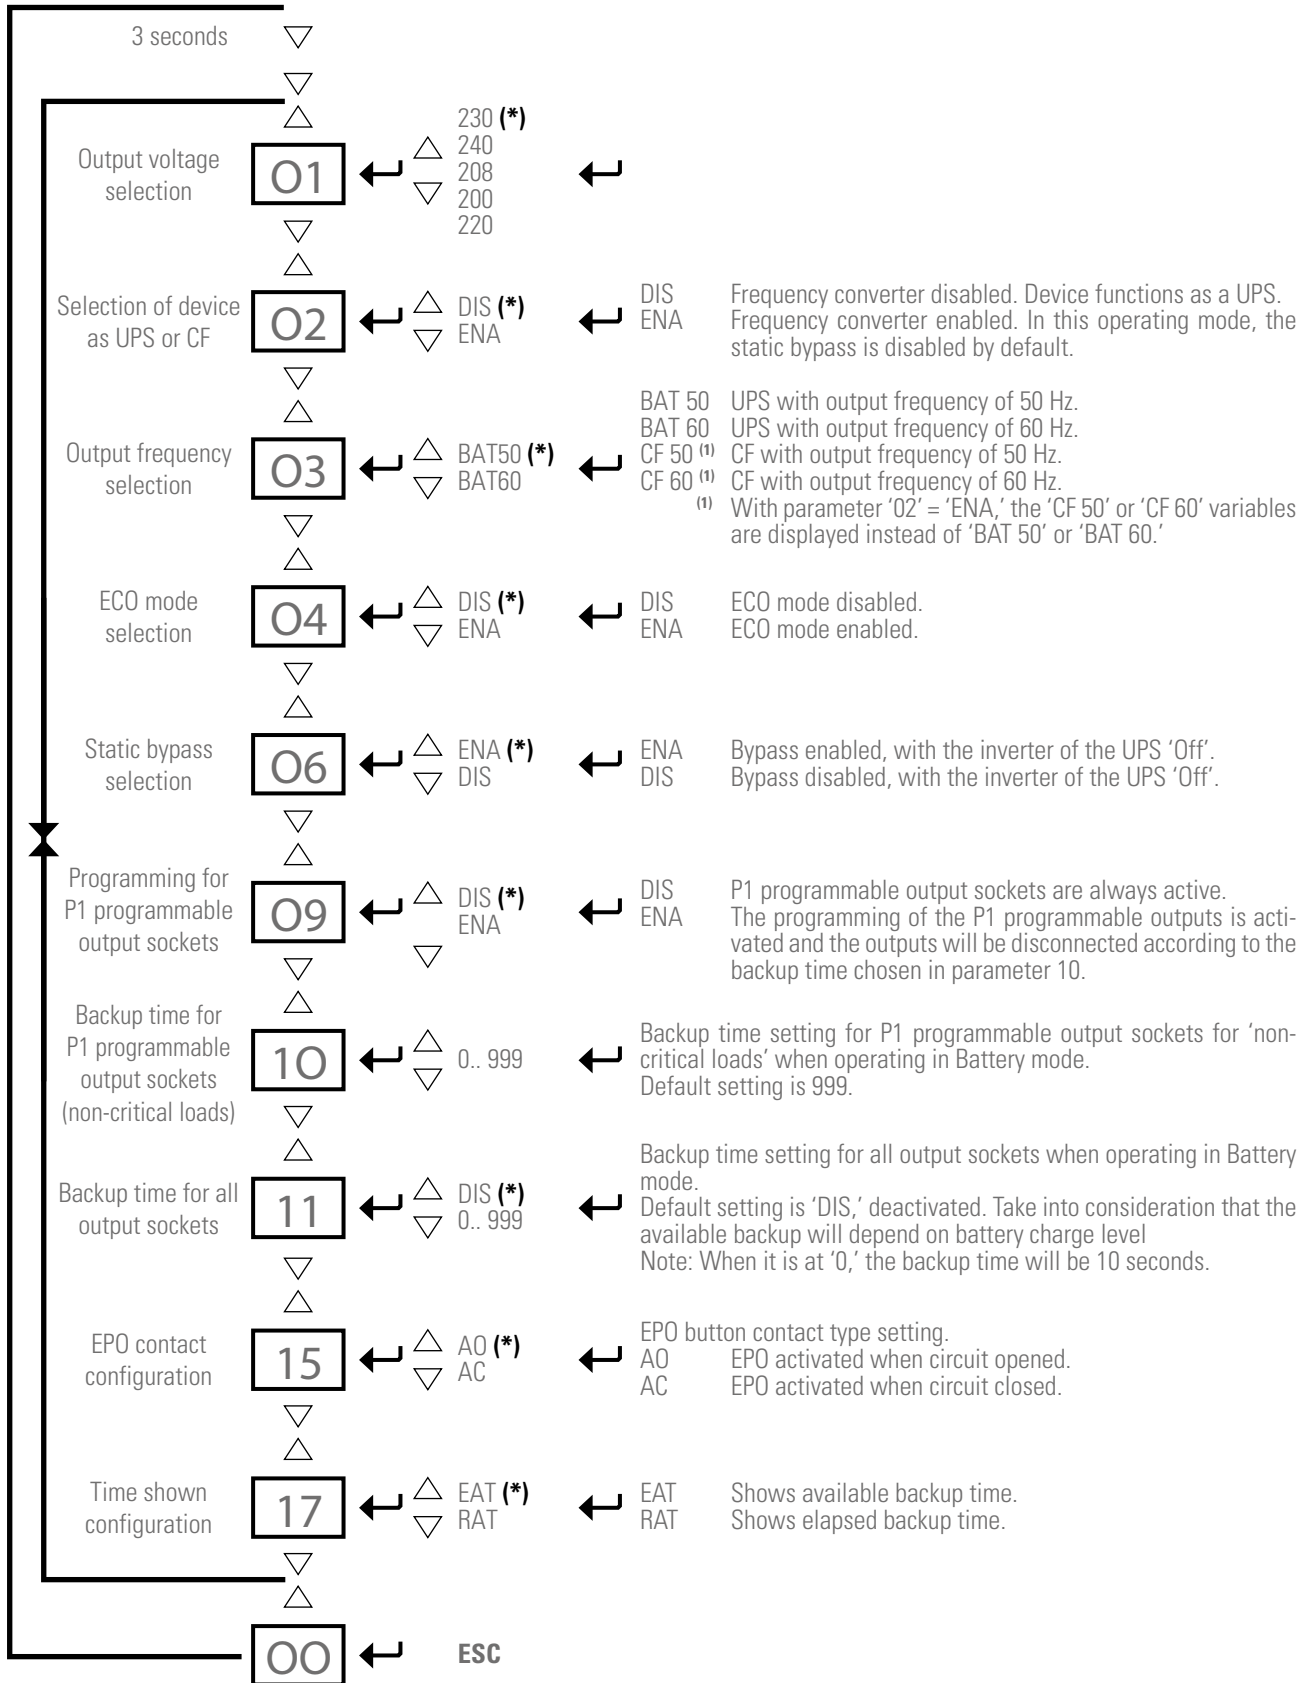 3 seconds
Output voltage
selection
01
230 (*)
240
208
200
220
Selection of device
as UPS or CF
02
DIS (*)
ENA
DIS Frequency converter disabled. Device functions as a UPS.
ENA Frequency converter enabled. In this operating mode, the
static bypass is disabled by default.
Output frequency
selection
03
BAT50 (*)
BAT60
BAT 50 UPS with output frequency of 50 Hz.
BAT 60 UPS with output frequency of 60 Hz.
CF 50 (1) CF with output frequency of 50 Hz.
CF 60 (1) CF with output frequency of 60 Hz.
(1) With parameter ‘02’ = ‘ENA,’ the ‘CF 50’ or ‘CF 60’ variables
are displayed instead of ‘BAT 50’ or ‘BAT 60.’
ECO mode
selection
04
DIS (*)
ENA
DIS ECO mode disabled.
ENA ECO mode enabled.
Static bypass
selection
06
ENA (*)
DIS
ENA Bypass enabled, with the inverter of the UPS ‘Off’.
DIS Bypass disabled, with the inverter of the UPS ‘Off’.
Programming for
P1 programmable
output sockets
09
DIS (*)
ENA
DIS P1 programmable output sockets are always active.
ENA The programming of the P1 programmable outputs is acti-
vated and the outputs will be disconnected according to the
backup time chosen in parameter 10.
Backup time for
P1 programmable
output sockets
(non-critical loads)
10
0.. 999
Backup time setting for P1 programmable output sockets for ‘non-
critical loads’ when operating in Battery mode.
Default setting is 999.
Backup time for all
output sockets
11
DIS (*)
0.. 999
Backup time setting for all output sockets when operating in Battery
mode.
Default setting is ‘DIS,’ deactivated. Take into consideration that the
available backup will depend on battery charge level
Note: When it is at ‘0,’ the backup time will be 10 seconds.
EPO contact
configuration
15
AO (*)
AC
EPO button contact type setting.
AO EPO activated when circuit opened.
AC EPO activated when circuit closed.
Time shown
configuration
17
EAT (*)
RAT
EAT Shows available backup time.
RAT Shows elapsed backup time.
00
ESC